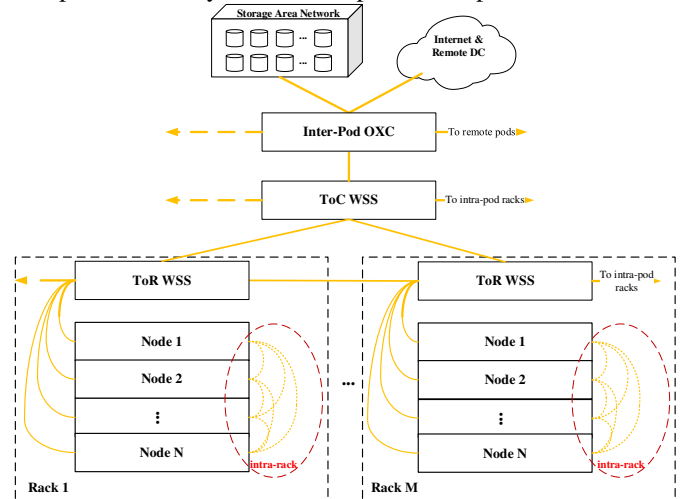 Storage Area Network
...
...
Internet &
Remote DC
Inter-Pod OXC
To remote pods
ToC WSS
To intra-pod racks
ToR WSS
ToR WSS
To intra-pod
racks
Node 1
Node 2
⋮
Node N
intra-rack
Rack 1
...
Node 1
Node 2
⋮
Node N
intra-rack
Rack M